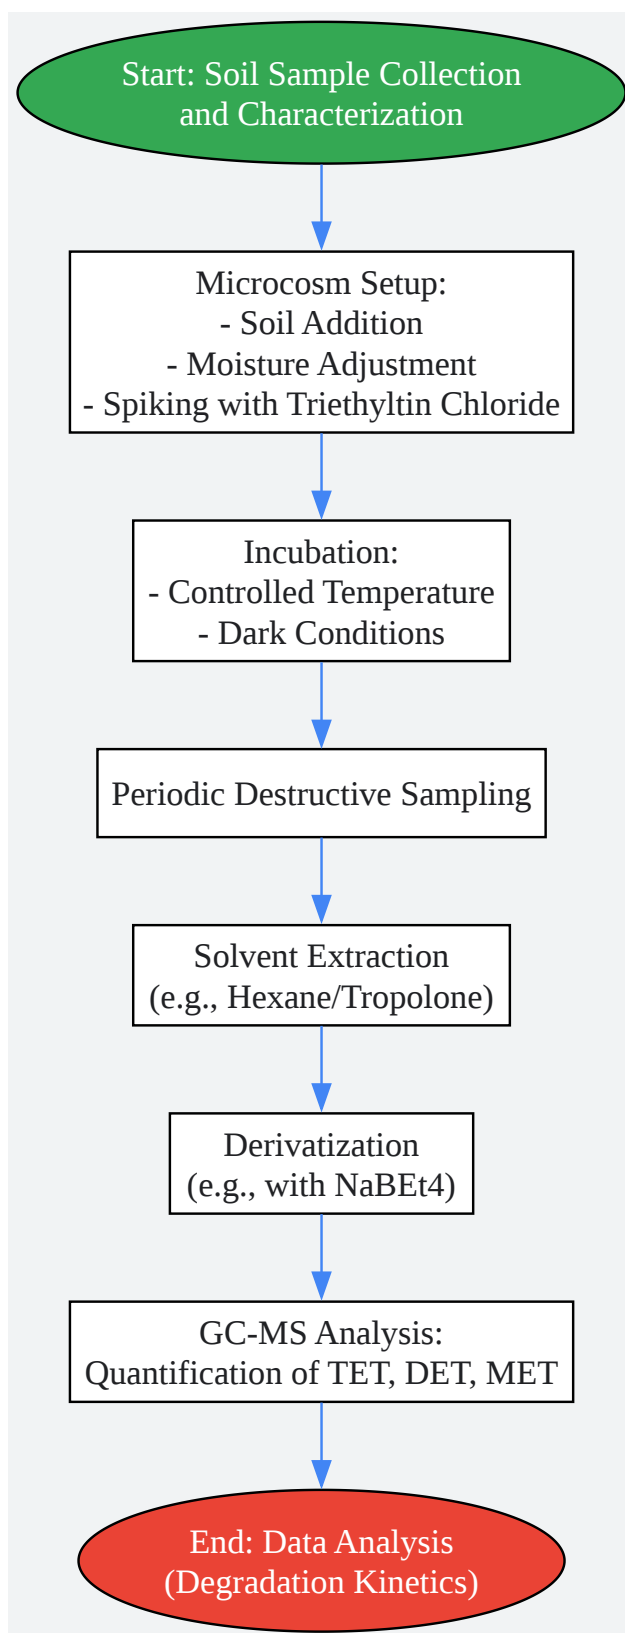 Start: Soil Sample Collection
and Characterization
Microcosm Setup:
- Soil Addition
- Moisture Adjustment
- Spiking with Triethyltin Chloride
Incubation:
- Controlled Temperature
- Dark Conditions
Periodic Destructive Sampling
Solvent Extraction
(e.g., Hexane/Tropolone)
Derivatization
(e.g., with NaBEt4)
GC-MS Analysis:
Quantification of TET, DET, MET
End: Data Analysis
(Degradation Kinetics)